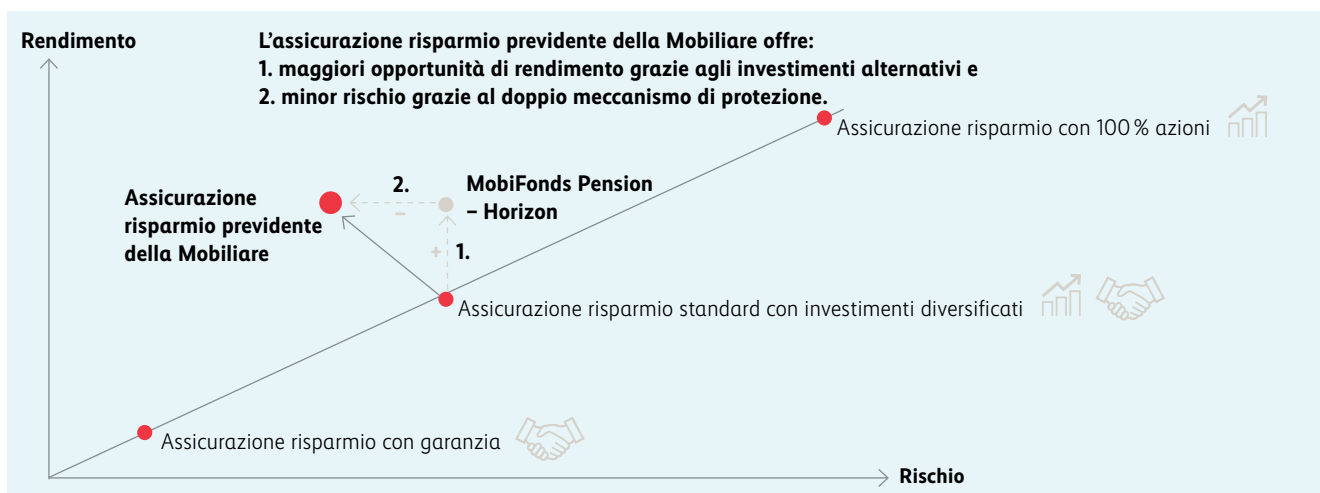 Rendimento
L'assicurazione risparmio previdente della Mobiliare offre:
1. maggiori opportunità di rendimento grazie agli investimenti alternativi e
2. minor rischio grazie al doppio meccanismo di protezione.
Assicurazione risparmio con 100 % azioni
Assicurazione
risparmio previdente
della Mobiliare
2.
–
MobiFonds Pension
– Horizon
+ 1.
Assicurazione risparmio standard con investimenti diversificati
Assicurazione risparmio con garanzia
Rischio